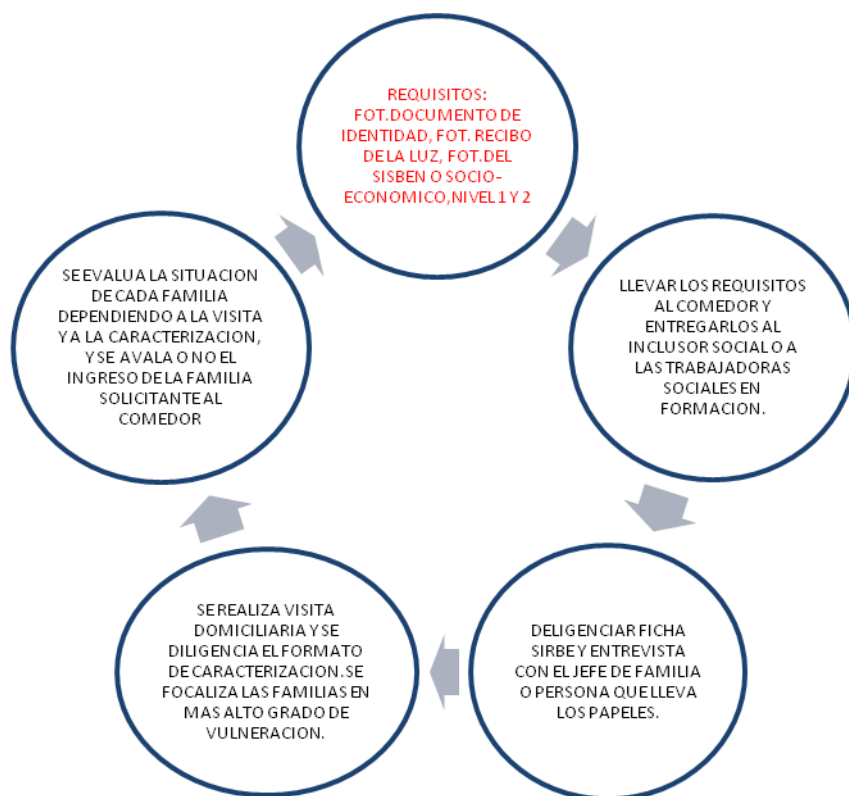 REQUISITOS:
FOT.DOCUMENTO DE
IDENTIDAD, FOT. RECIBO
DE LA LUZ, FOT.DEL
SISBEN O SOCIO-
ECONOMICO,NIVEL 1 Y 2
LLEVAR LOS REQUISITOS
AL COMEDOR Y
ENTREGARLOS AL
INCLUSOR SOCIAL O A
LAS TRABAJADORAS
SOCIALES EN
FORMACION.
DELIGENCIAR FICHA
SIRBE Y ENTREVISTA
CON EL JEFE DE FAMILIA
O PERSONA QUE LLEVA
LOS PAPELES.
SE REALIZA VISITA
DOMICILIARIA Y SE
DILIGENCIA EL FORMATO
DE CARACTERIZACION.SE
FOCALIZA LAS FAMILIAS EN
MAS ALTO GRADO DE
VULNERACION.
SE EVALUA LA SITUACION
DE CADA FAMILIA
DEPENDIENDO A LA VISITA
Y A LA CARACTERIZACION,
Y SE AVALA O NO EL
INGRESO DE LA FAMILIA
SOLICITANTE AL
COMEDOR